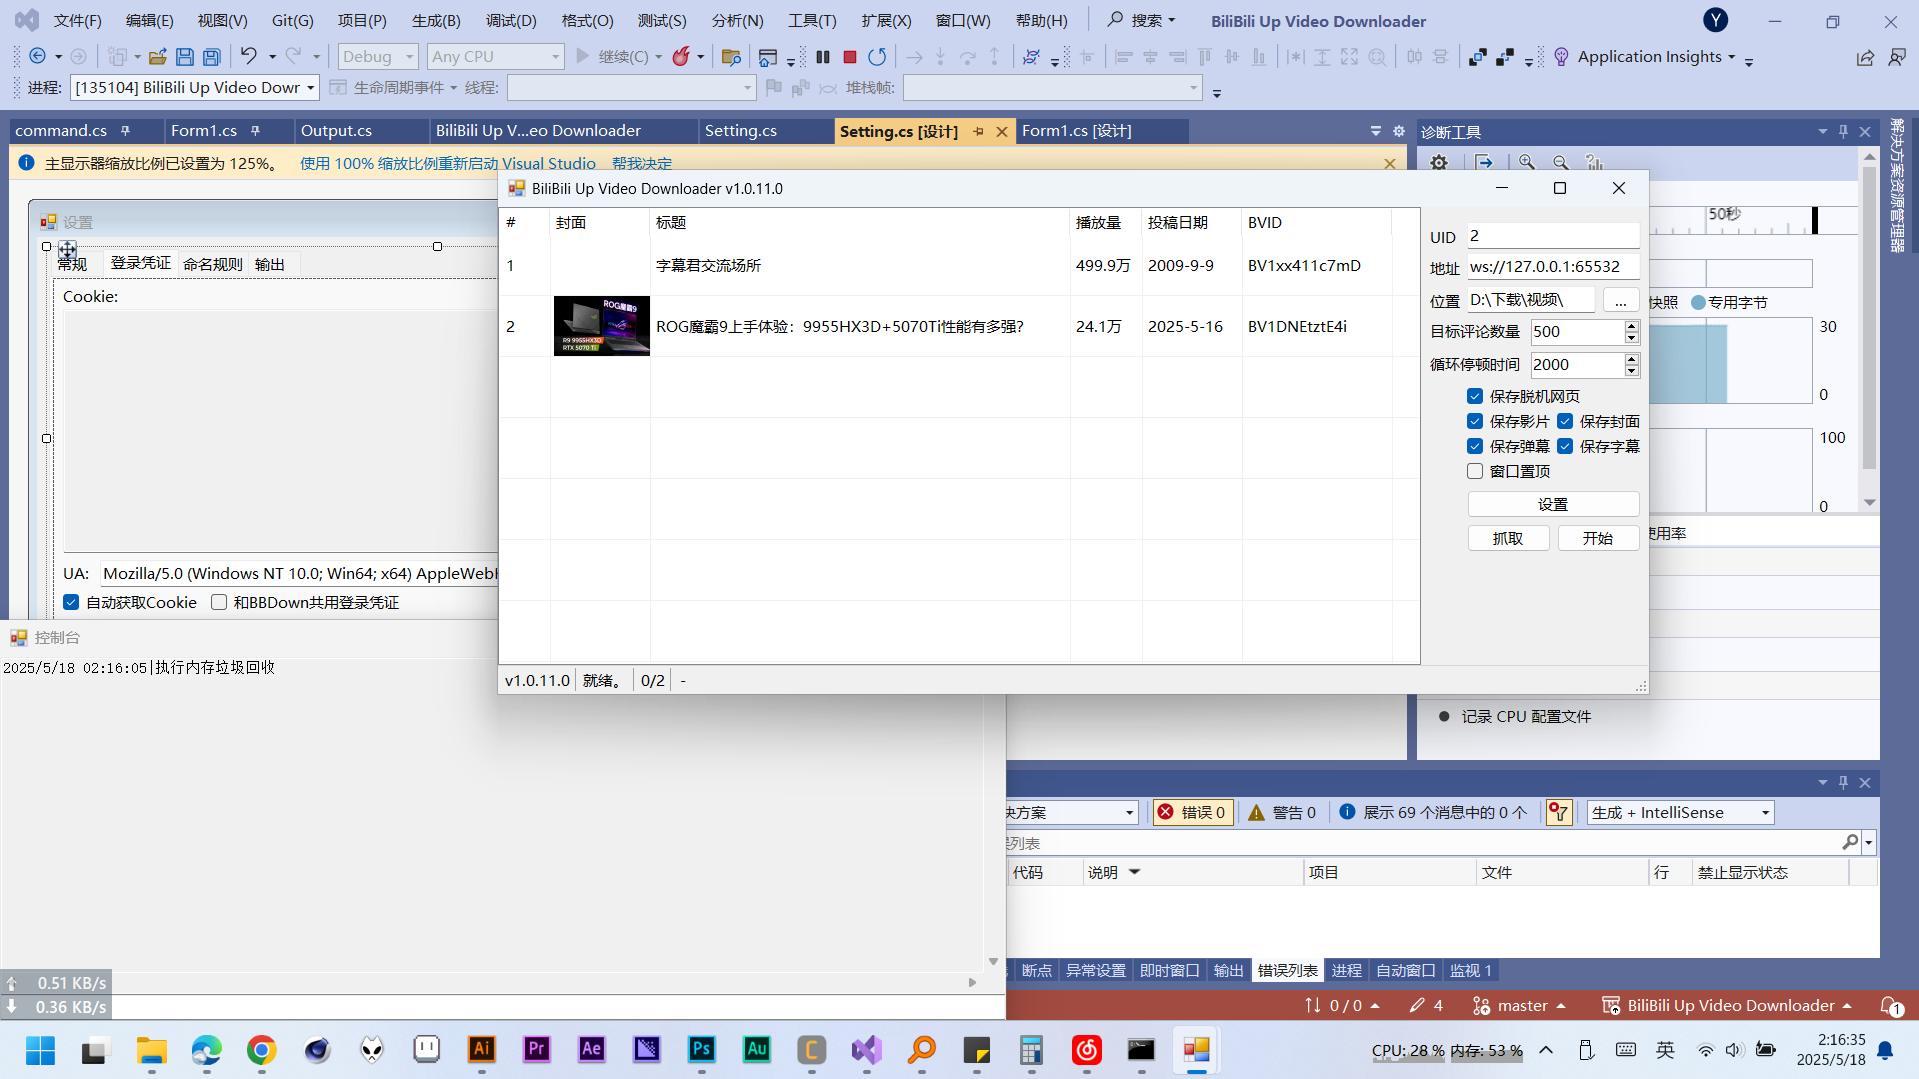 文件(F) 编辑(E) 视图(V) Git(G) 项目(P) 生成(B) 调试(D) 格式(O) 测试(S) 分析(N) 工具(T) 扩展(X) 窗口(W) 帮助(H) 搜索 BiliBili Up Video Downloader Y
Debug Any CPU 继续(C) Application Insights
进程: [135104] BiliBili Up Video Dowr 生命周期事件 线程: 堆栈帧:
command.cs Form1.cs Output.cs BiliBili Up V...eo Downloader Setting.cs Setting.cs [设计] Form1.cs [设计] 诊断工具
解决方案资源管理器
主显示器缩放比例已设置为 125%。 使用 100% 缩放比例重新启动 Visual Studio 帮我决定
设置
常规 登录凭证 命名规则 输出
Cookie:
UA: Mozilla/5.0 (Windows NT 10.0; Win64; x64) AppleWebK
自动获取Cookie 和BBDown共用登录凭证
BiliBili Up Video Downloader v1.0.11.0
# 封面 标题 播放量 投稿日期 BVID
1 字幕君交流场所 499.9万 2009-9-9 BV1xx411c7mD
ROG魔霸9
R9 9955HX3D
RTX 5070 Ti
2 ROG魔霸9上手体验：9955HX3D+5070Ti性能有多强？ 24.1万 2025-5-16 BV1DNEtztE4i
UID 2
地址 ws://127.0.0.1:65532
位置 D:\下载\视频\ ...
目标评论数量 500
循环停顿时间 2000
保存脱机网页
保存影片 保存封面
保存弹幕 保存字幕
窗口置顶
设置
抓取 开始
v1.0.11.0 就绪。 0/2 -
50秒
快照 专用字节
30
0
100
0
使用率
记录 CPU 配置文件
控制台
2025/5/18 02:16:05|执行内存垃圾回收
决方案 错误 0 警告 0 展示 69 个消息中的 0 个 生成 + IntelliSense
误列表
代码 说明 项目 文件 行 禁止显示状态
断点 异常设置 即时窗口 输出 错误列表 进程 自动窗口 监视 1
0.51 KB/s
0.36 KB/s
0 / 0 4 master BiliBili Up Video Downloader 1
Ai Pr Ae Ps Au C
CPU: 28 % 内存: 53 % 英 2:16:35
2025/5/18